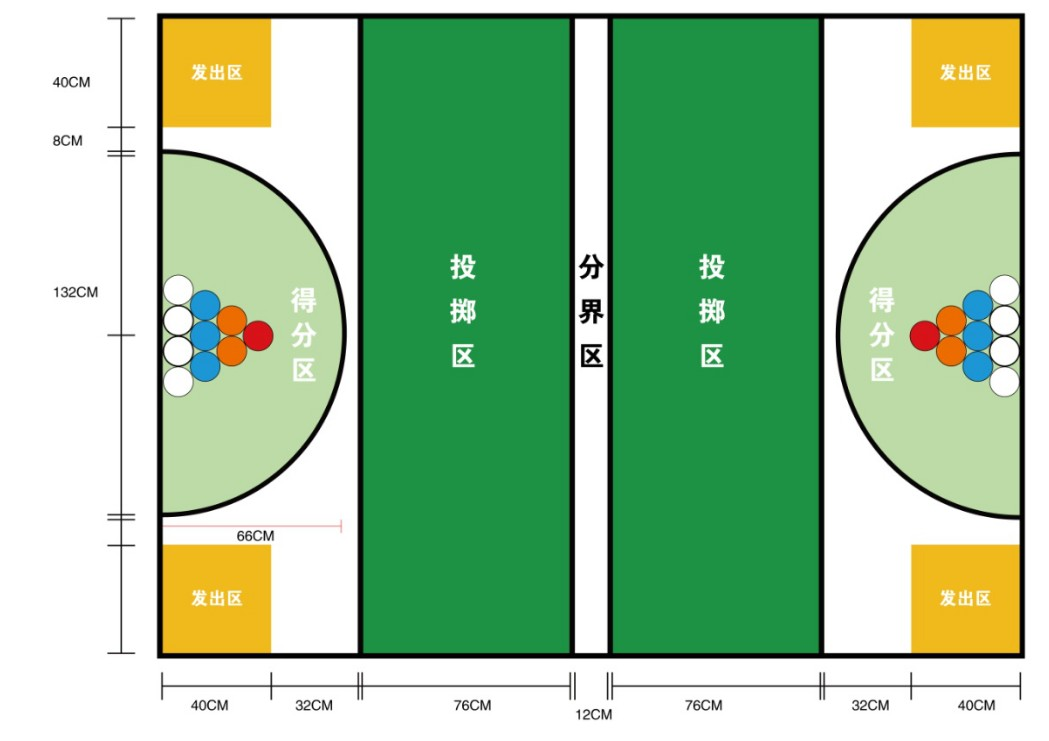 发出区
发出区
40CM
8CM
132CM
得分区
投掷区
分界区
投掷区
得分区
66CM
发出区
发出区
40CM
32CM
76CM
12CM
76CM
32CM
40CM